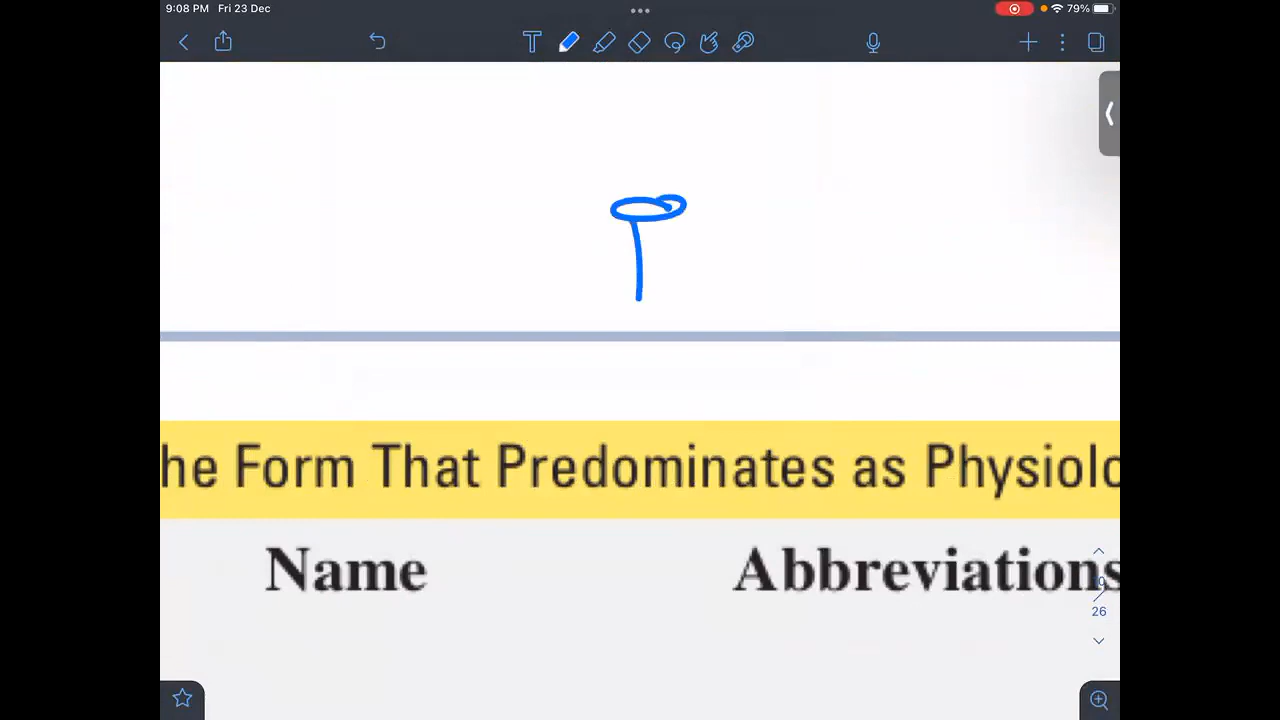 9:08 PM Fri 23 Dec
79%
he Form That Predominates as Physiolo
Name Abbreviations
26